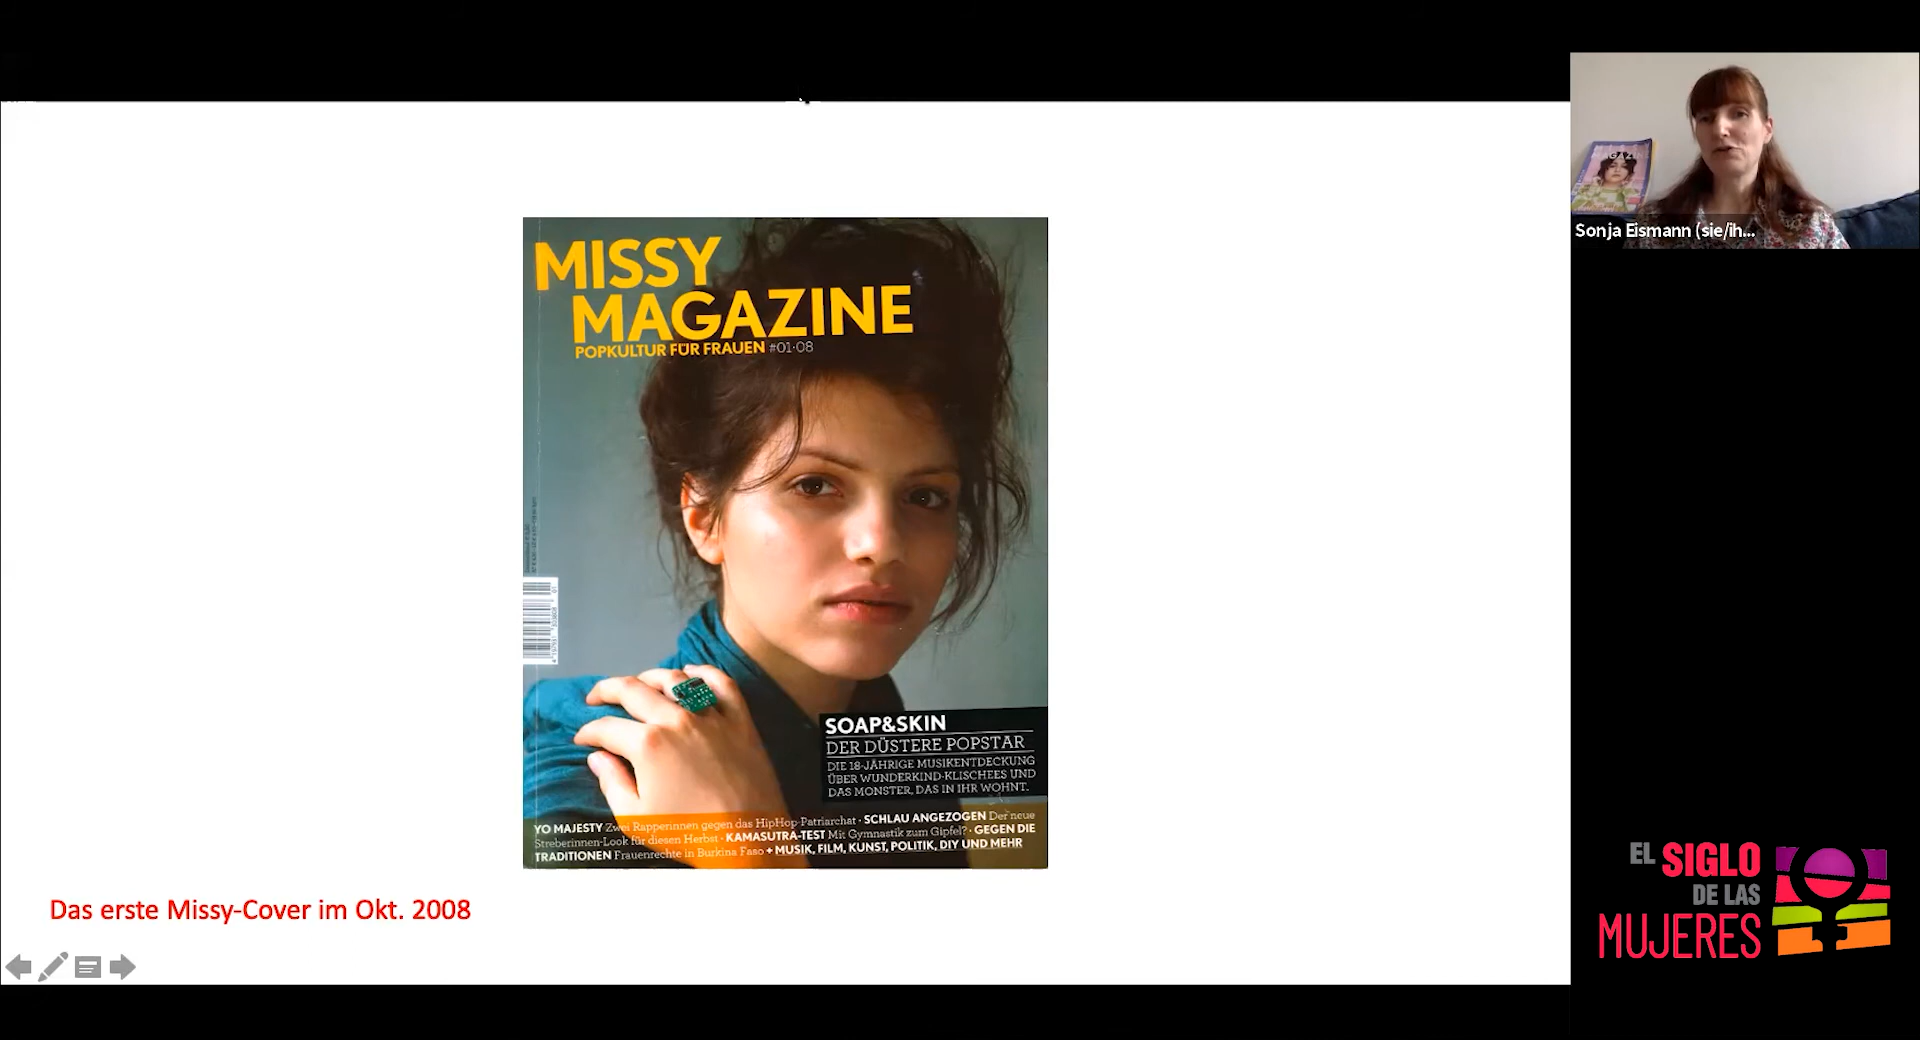 MISSY
MAGAZINE
POPKULTUR FÜR FRAUEN #01·08
SOAP&SKIN
DER DÜSTERE POPSTAR
DIE 18-JÄHRIGE MUSIKENTDECKUNG
ÜBER WUNDERKIND-KLISCHEES UND
DAS MONSTER, DAS IN IHR WOHNT.
YO MAJESTY Zwei Rapperinnen gegen das HipHop-Patriarchat · SCHLAU ANGEZOGEN Der neue
Streberinnen-Look für diesen Herbst · KAMASUTRA-TEST Mit Gymnastik zum Gipfel? · GEGEN DIE
TRADITIONEN Frauenrechte in Burkina Faso + MUSIK, FILM, KUNST, POLITIK, DIY UND MEHR
Das erste Missy-Cover im Okt. 2008
MAGAZINE
Sonja Eismann (sie/ih...
EL SIGLO
DE LAS
MUJERES